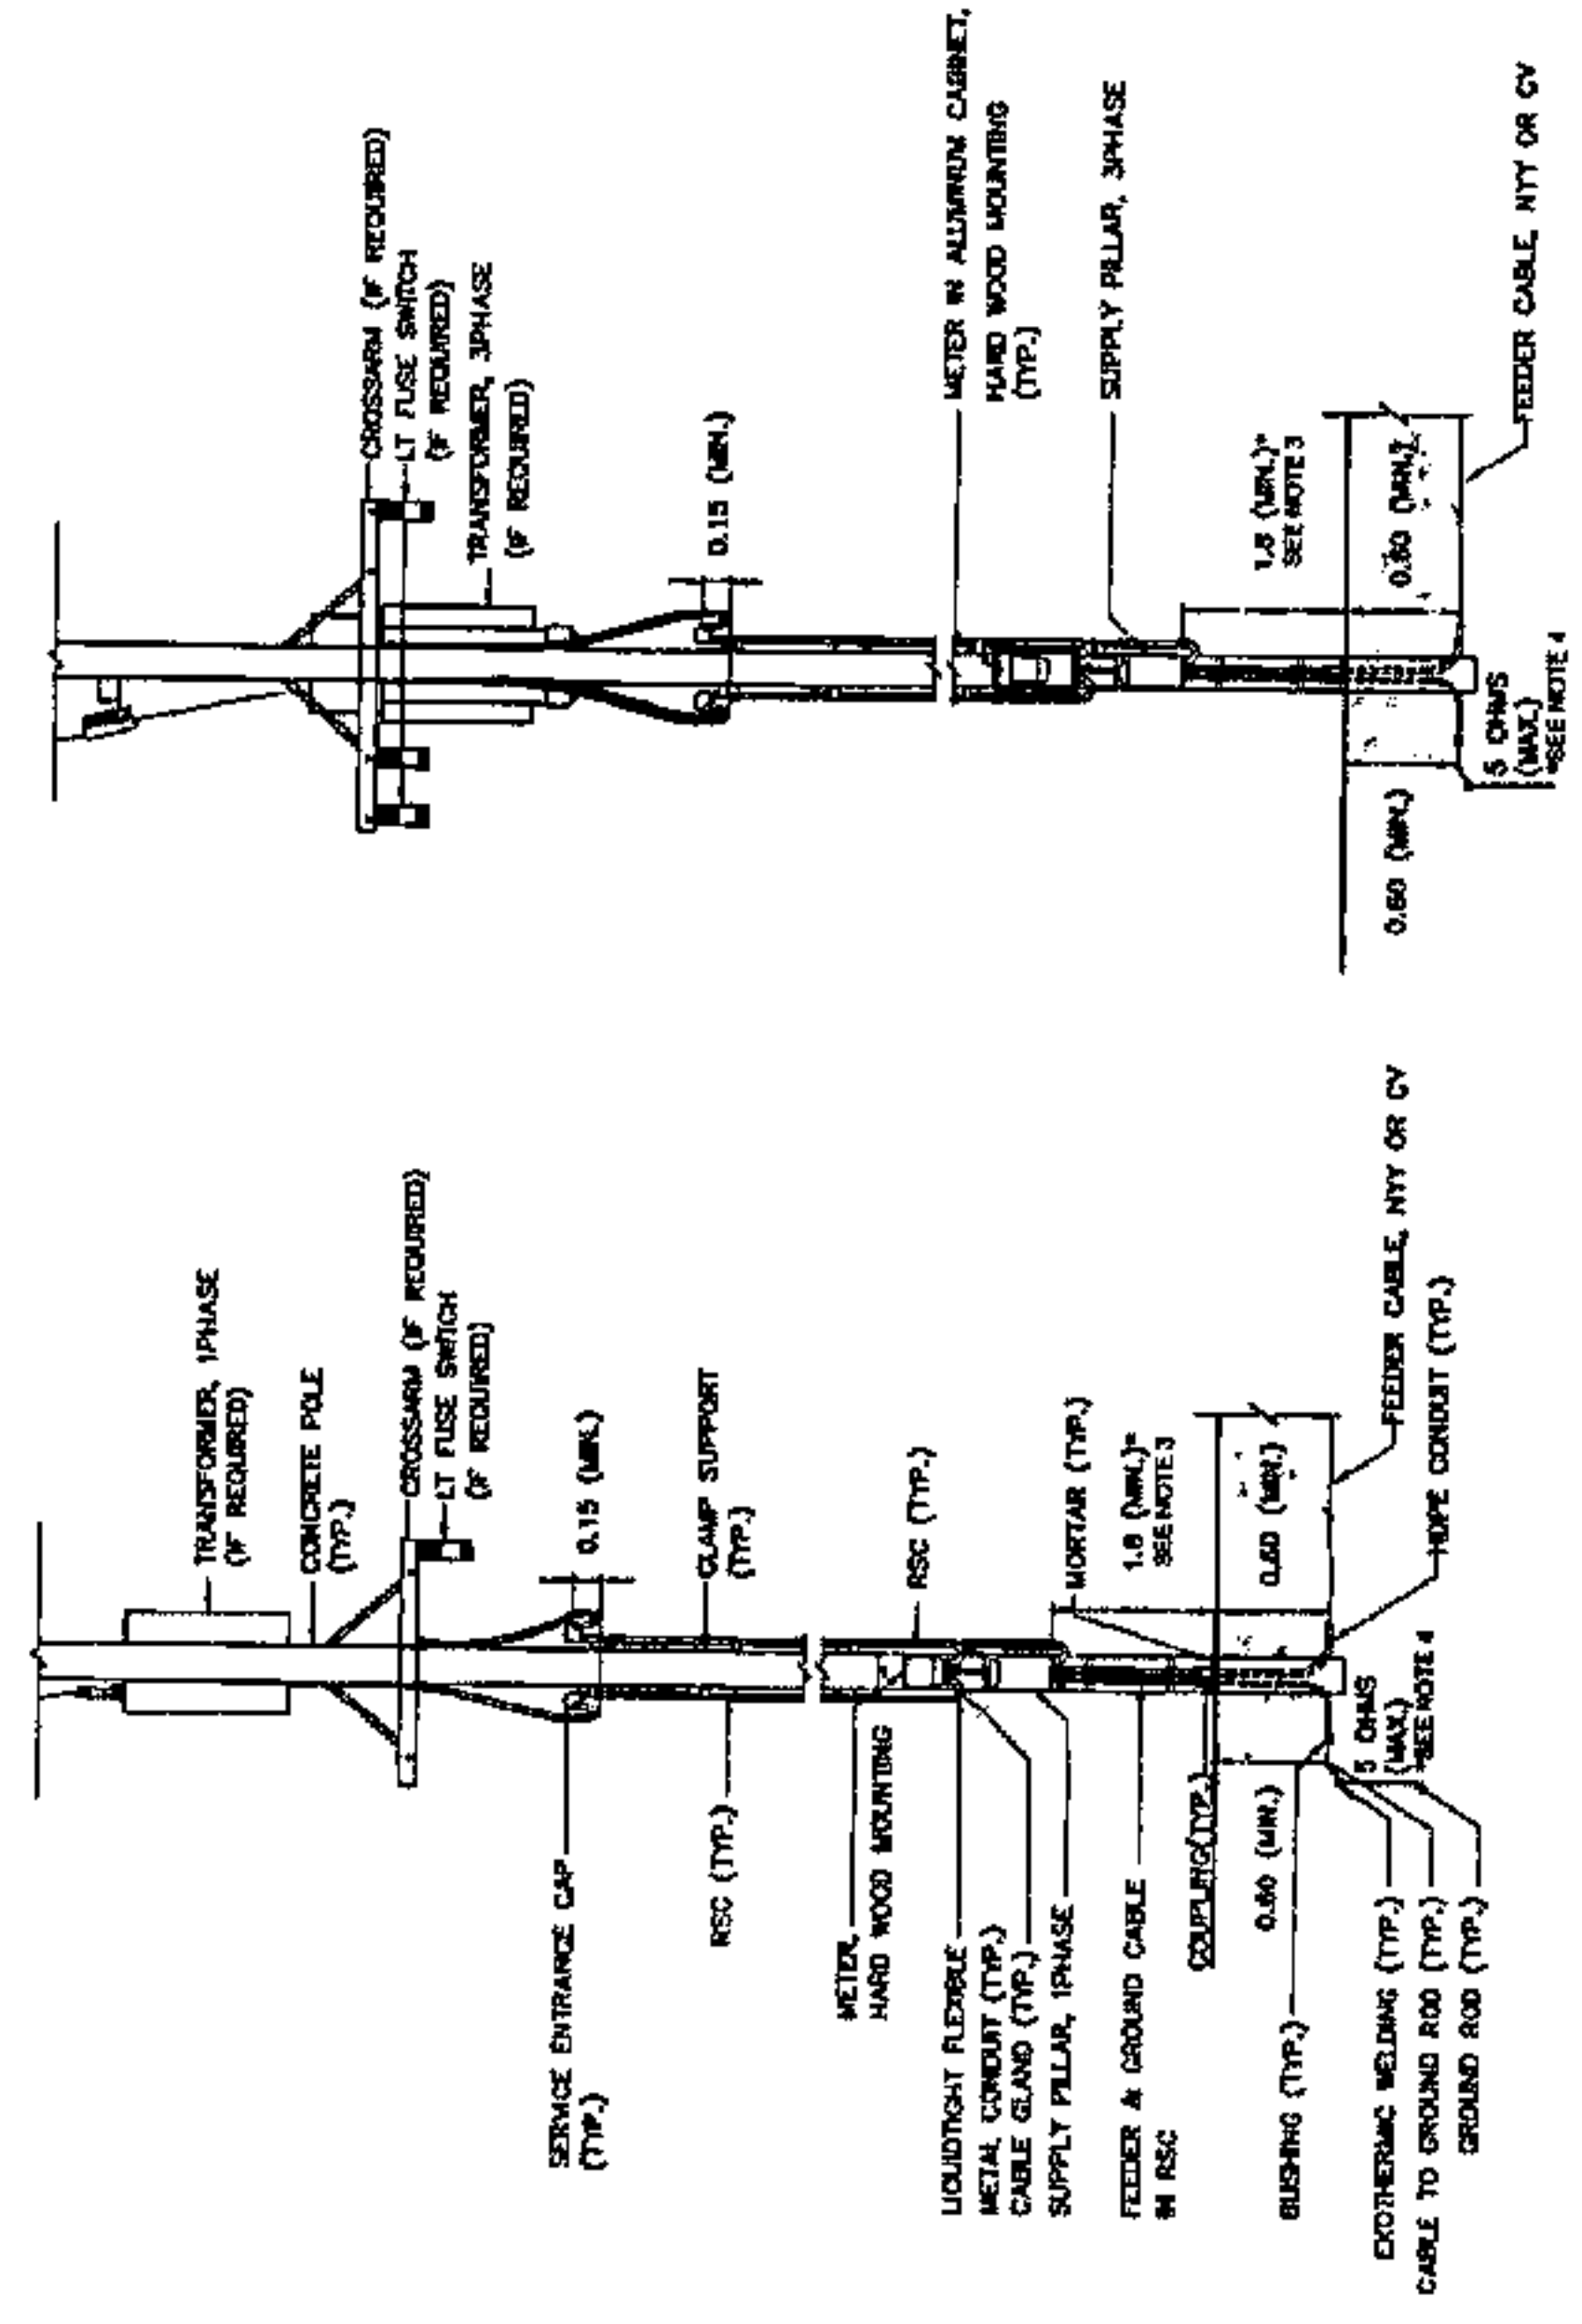 TRANSFORMER, 1PHASE
(IF REQUIRED)
CONCRETE POLE
(TYP.)
CROSSARM (IF REQUIRED)
LT FUSE SWITCH
(IF REQUIRED)
0.15 (MIN.)
SERVICE ENTRANCE CAP
(TYP.)
CLAMP SUPPORT
(TYP.)
RSC (TYP.)
METER,
HARD WOOD MOUNTING
RSC (TYP.)
LIQUIDTIGHT FLEXIBLE
METAL CONDUIT (TYP.)
CABLE GLAND (TYP.)
SUPPLY PILLAR, 1PHASE
MORTAR (TYP.)
1.8 (MIN.)*
SEE NOTE 3
FEEDER & GROUND CABLE
IN RSC
COUPLING(TYP.)
0.60 (MIN.)
0.60 (MIN.)
BUSHING (TYP.)
5 OHMS
(MAX.)
*SEE NOTE 4
FEEDER CABLE, NYY OR CV
HDPE CONDUIT (TYP.)
EXOTHERMIC WELDING (TYP.)
CABLE TO GROUND ROD (TYP.)
GROUND ROD (TYP.)
CROSSARM (IF REQUIRED)
LT FUSE SWITCH
(IF REQUIRED)
TRANSFORMER, 3PHASE
(IF REQUIRED)
0.15 (MIN.)
METER IN ALUMINUM CABINET,
HARD WOOD MOUNTING
(TYP.)
SUPPLY PILLAR, 3PHASE
1.8 (MIN.)*
SEE NOTE 3
0.60 (MIN.)
0.60 (MIN.)
5 OHMS
(MAX.)
*SEE NOTE 4
FEEDER CABLE, NYY OR CV